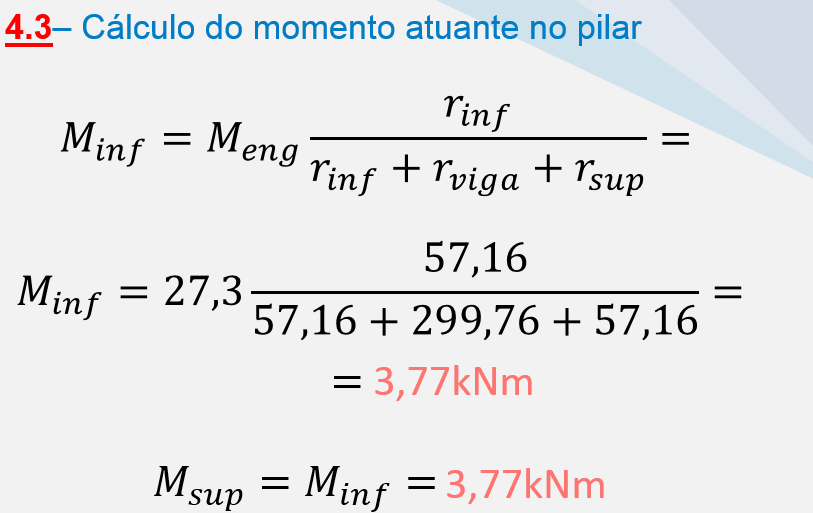 4.3– Cálculo do momento atuante no pilar
M_inf = M_eng r_inf / (r_inf + r_viga + r_sup) =
M_inf = 27,3 57,16 / (57,16 + 299,76 + 57,16) =
= 3,77kNm
M_sup = M_inf = 3,77kNm